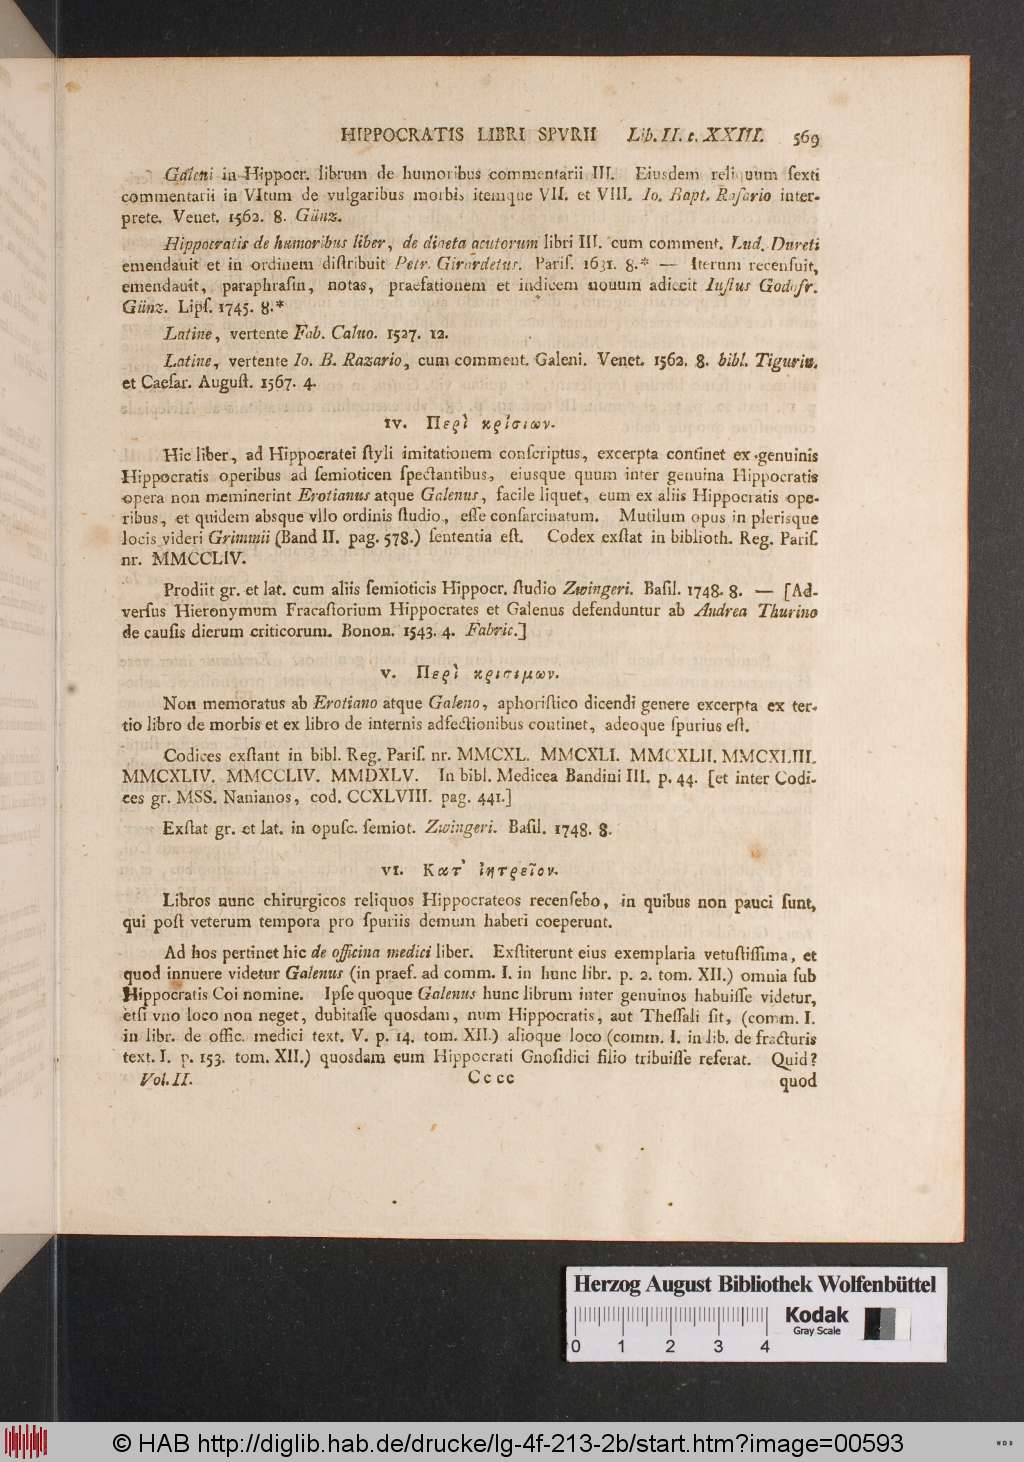 HIPPOCRATIS LIBRI SPVRII Lib. II. c. XXIII. 569
Galeni in Hippocr. librum de humoribus commentarii III. Eiusdem reliquum ſexti
commentarii in VItum de vulgaribus morbis itemque VII. et VIII. Io. Bapt. Raſario inter-
prete. Venet. 1562. 8. Günz.
Hippocratis de humoribus liber, de diaeta acutorum libri III. cum comment. Lud. Dureti
emendauit et in ordinem diſtribuit Petr. Girardetus. Pariſ. 1631. 8.* — Iterum recenſuit,
emendauit, paraphraſin, notas, praefationem et indicem nouum adiecit Iuſtus Godofr.
Günz. Lipſ. 1745. 8.*
Latine, vertente Fab. Caluo. 1527. 12.
Latine, vertente Io. B. Razario, cum comment. Galeni. Venet. 1562. 8. bibl. Tigurin.
et Caeſar. Auguſt. 1567. 4.
IV. Περὶ κρίσιων.
Hic liber, ad Hippocratei ſtyli imitationem conſcriptus, excerpta continet ex genuinis
Hippocratis operibus ad ſemioticen ſpectantibus, eiusque quum inter genuina Hippocratis
opera non meminerint Erotianus atque Galenus, facile liquet, eum ex aliis Hippocratis ope-
ribus, et quidem absque vllo ordinis ſtudio, eſſe conſarcinatum. Mutilum opus in plerisque
locis videri Grimmii (Band II. pag. 578.) ſententia eſt. Codex exſtat in biblioth. Reg. Pariſ.
nr. MMCCLIV.
Prodiit gr. et lat. cum aliis ſemioticis Hippocr. ſtudio Zwingeri. Baſil. 1748. 8. — [Ad-
verſus Hieronymum Fracaſtorium Hippocrates et Galenus defenduntur ab Andrea Thurino
de cauſis dierum criticorum. Bonon. 1543. 4. Fabric.]
V. Περὶ κρισιμων.
Non memoratus ab Erotiano atque Galeno, aphoriſtico dicendi genere excerpta ex ter-
tio libro de morbis et ex libro de internis adfectionibus continet, adeoque ſpurius eſt.
Codices exſtant in bibl. Reg. Pariſ. nr. MMCXL. MMCXLI. MMCXLII. MMCXLIII.
MMCXLIV. MMCCLIV. MMDXLV. In bibl. Medicea Bandini III. p. 44. [et inter Codi-
ces gr. MSS. Nanianos, cod. CCXLVIII. pag. 441.]
Exſtat gr. et lat. in opuſc. ſemiot. Zwingeri. Baſil. 1748. 8.
VI. Κατ' ἰητρεῖον.
Libros nunc chirurgicos reliquos Hippocrateos recenſebo, in quibus non pauci ſunt,
qui poſt veterum tempora pro ſpuriis demum haberi coeperunt.
Ad hos pertinet hic de officina medici liber. Exſtiterunt eius exemplaria vetuſtiſſima, et
quod innuere videtur Galenus (in praef. ad comm. I. in hunc libr. p. 2. tom. XII.) omnia ſub
Hippocratis Coi nomine. Ipſe quoque Galenus hunc librum inter genuinos habuiſſe videtur,
etſi vno loco non neget, dubitaſſe quosdam, num Hippocratis, aut Theſſali ſit, (comm. I.
in libr. de offic. medici text. V. p. 14. tom. XII.) alioque loco (comm. I. in lib. de fracturis
text. I. p. 153. tom. XII.) quosdam eum Hippocrati Gnoſidici filio tribuiſſe referat. Quid?
Vol. II. Cccc quod
Herzog August Bibliothek Wolfenbüttel
Kodak
Gray Scale
0 1 2 3 4
© HAB http://diglib.hab.de/drucke/lg-4f-213-2b/start.htm?image=00593
WDB